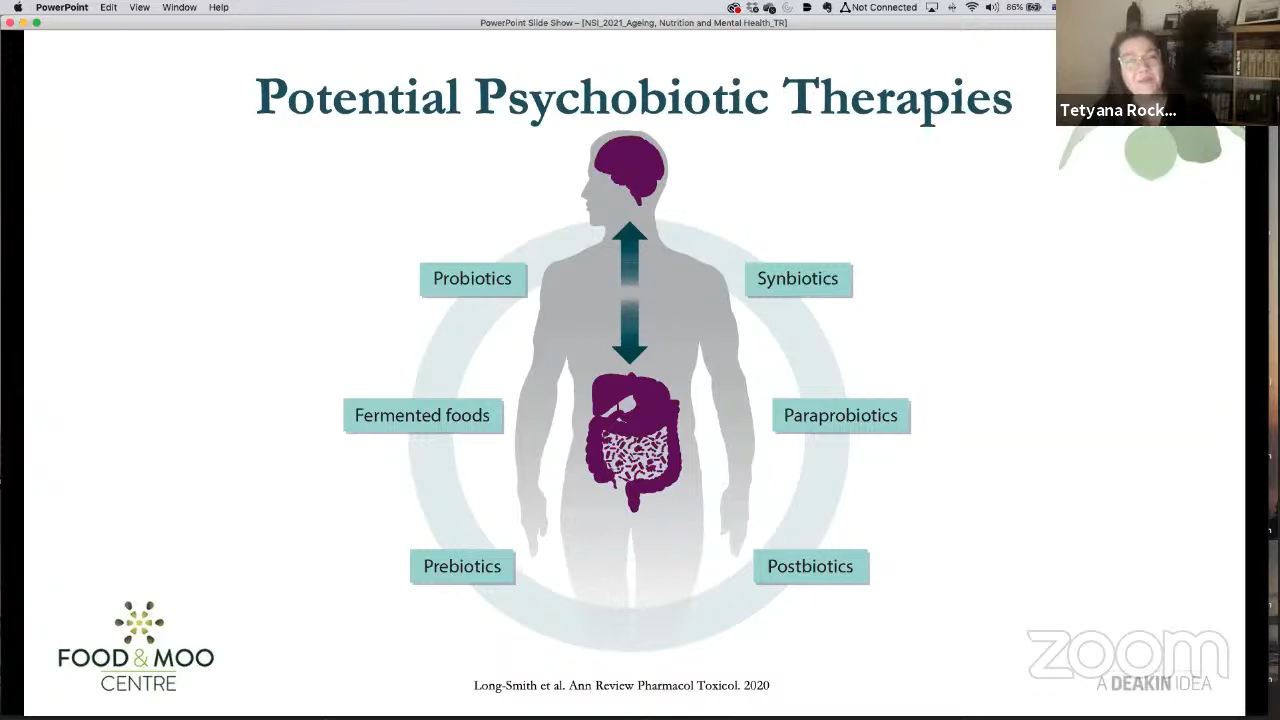 PowerPoint Edit View Window Help
Not Connected 86%
PowerPoint Slide Show – [NSI_2021_Ageing, Nutrition and Mental Health_TR]
Tetyana Rock...
Potential Psychobiotic Therapies
Probiotics
Synbiotics
Fermented foods
Paraprobiotics
Prebiotics
Postbiotics
FOOD & MOO
CENTRE
zoom
A DEAKIN IDEA
Long-Smith et al. Ann Review Pharmacol Toxicol. 2020